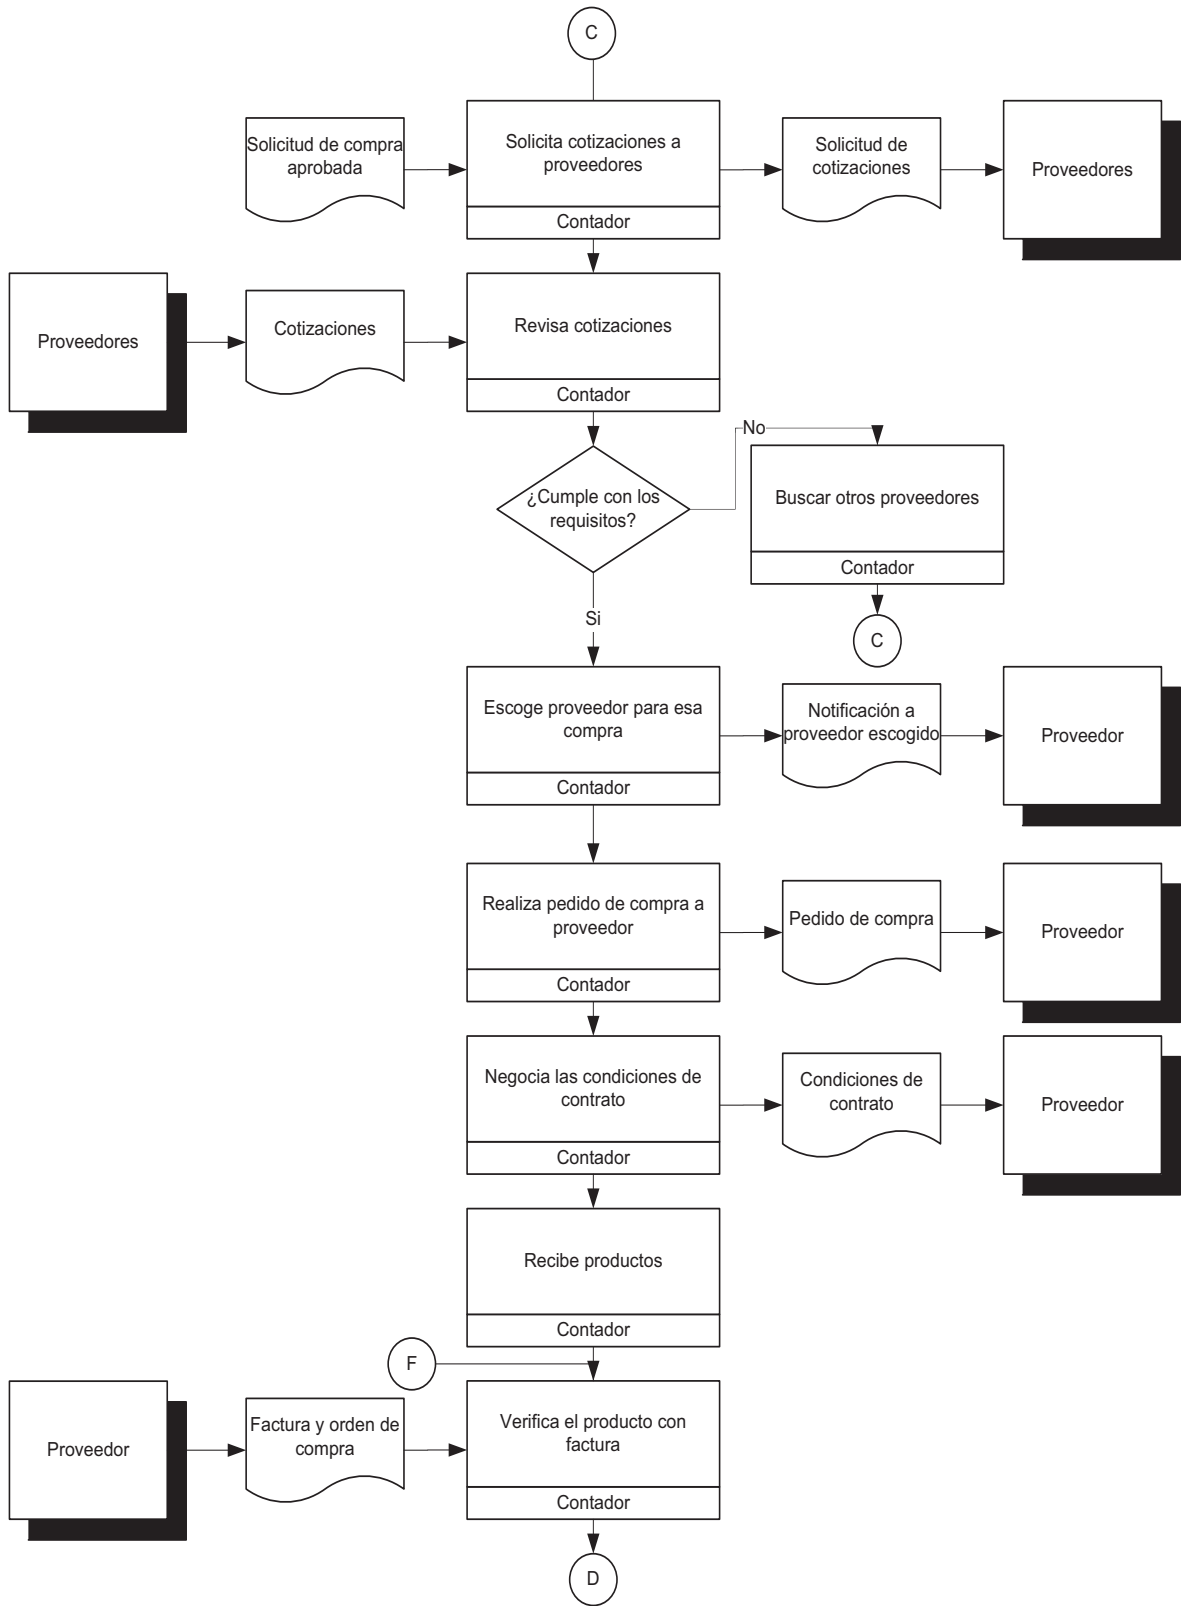 C
Solicitud de compra
aprobada
Solicita cotizaciones a
proveedores
Contador
Solicitud de
cotizaciones
Proveedores
Proveedores
Cotizaciones
Revisa cotizaciones
Contador
¿Cumple con los
requisitos?
No
Buscar otros proveedores
Contador
C
Si
Escoge proveedor para esa
compra
Contador
Notificación a
proveedor escogido
Proveedor
Realiza pedido de compra a
proveedor
Contador
Pedido de compra
Proveedor
Negocia las condiciones de
contrato
Contador
Condiciones de
contrato
Proveedor
Recibe productos
Contador
F
Proveedor
Factura y orden de
compra
Verifica el producto con
factura
Contador
D